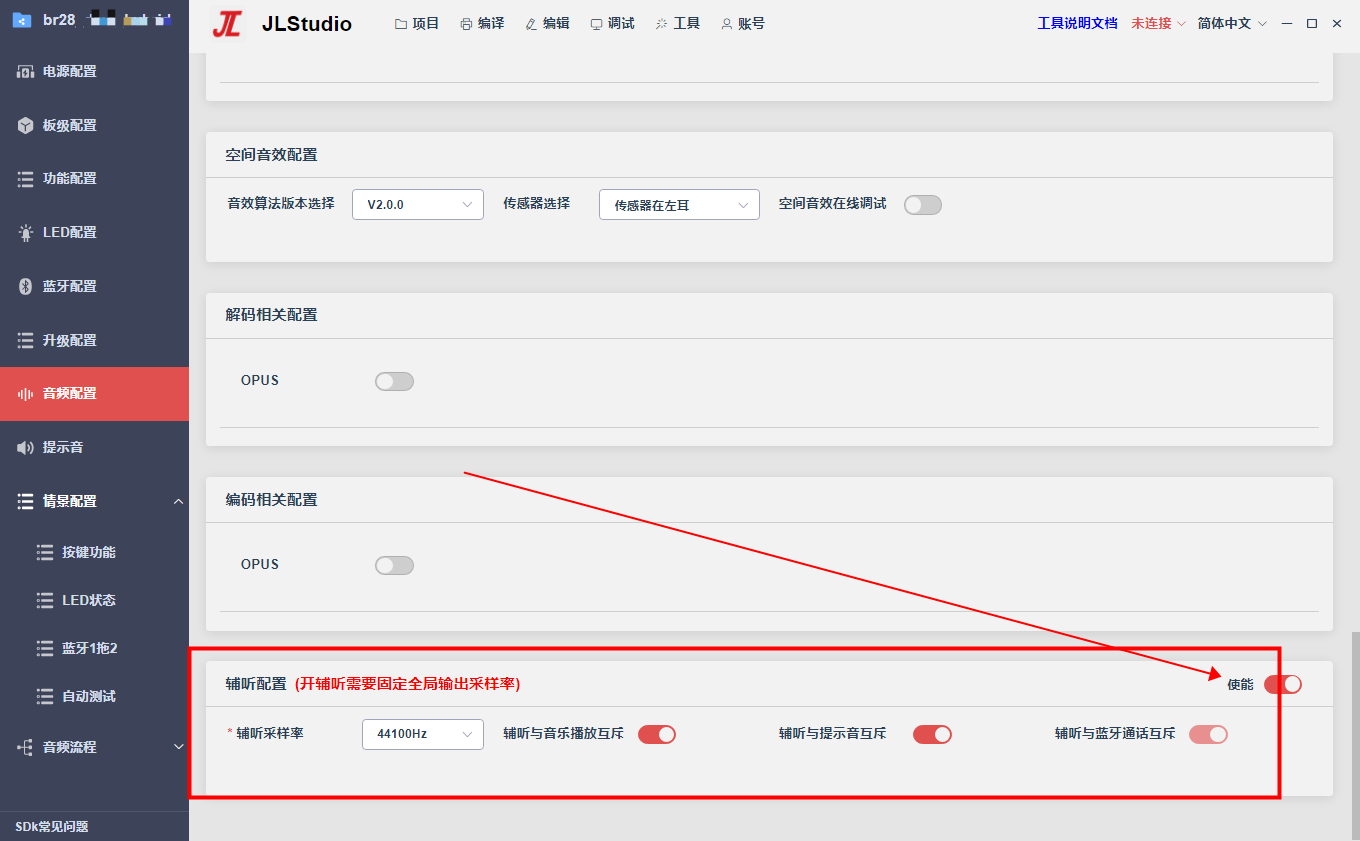 br28
电源配置
板级配置
功能配置
LED配置
蓝牙配置
升级配置
音频配置
提示音
情景配置
按键功能
LED状态
蓝牙1拖2
自动测试
音频流程
SDk常见问题
JL JLStudio 项目 编译 编辑 调试 工具 账号 工具说明文档 未连接 简体中文
空间音效配置
音效算法版本选择 V2.0.0 传感器选择 传感器在左耳 空间音效在线调试
解码相关配置
OPUS
编码相关配置
OPUS
辅听配置 (开辅听需要固定全局输出采样率) 使能
* 辅听采样率 44100Hz 辅听与音乐播放互斥 辅听与提示音互斥 辅听与蓝牙通话互斥